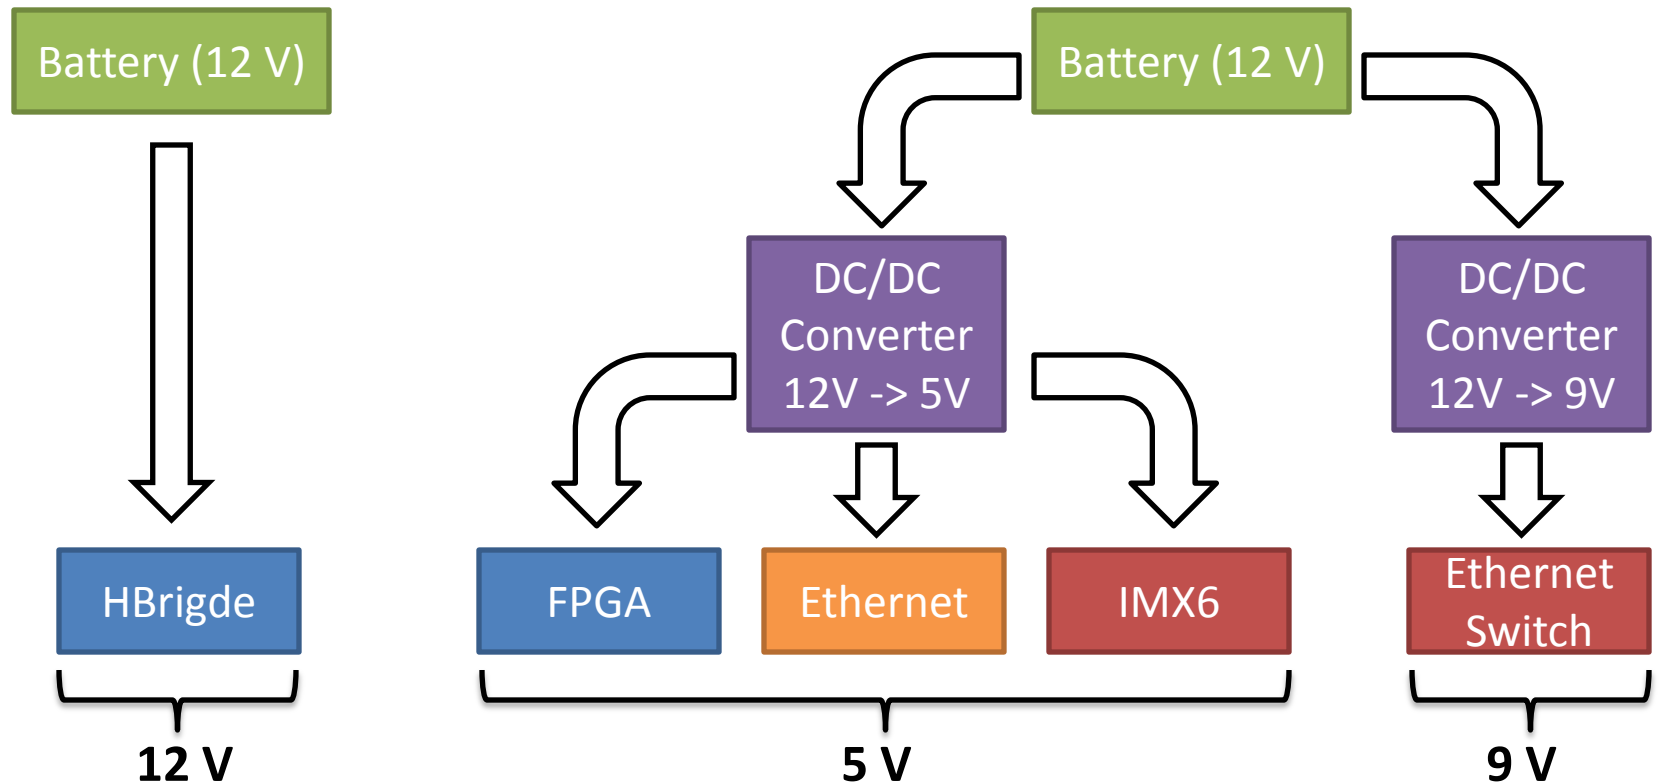 Battery (12 V)
Battery (12 V)
DC/DC
Converter
12V -> 5V
DC/DC
Converter
12V -> 9V
HBrigde
FPGA
Ethernet
IMX6
Ethernet
Switch
12 V
5 V
9 V